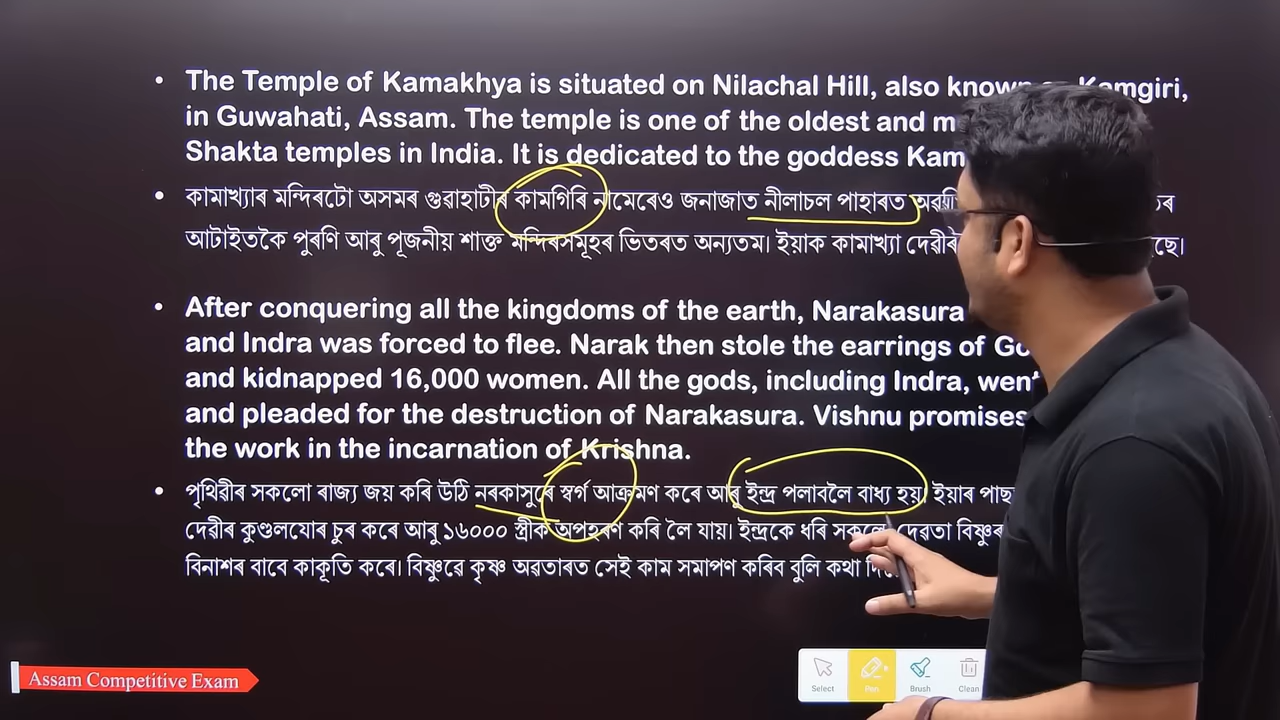 • The Temple of Kamakhya is situated on Nilachal Hill, also known Kamgiri,
in Guwahati, Assam. The temple is one of the oldest and
Shakta temples in India. It is dedicated to the goddess
• কামাখ্যাৰ মন্দিৰটো অসমৰ গুৱাহাটীৰ কামগিৰি নামেৰেও জনাজাত নীলাচল পাহাৰত
আটাইতকৈ পুৰণি আৰু পূজনীয় শাক্ত মন্দিৰসমূহৰ ভিতৰত অন্যতম। ইয়াক কামাখ্যা
• After conquering all the kingdoms of the earth, Narakasura
and Indra was forced to flee. Narak then stole the earrings of
and kidnapped 16,000 women. All the gods, including Indra, went
and pleaded for the destruction of Narakasura. Vishnu promises
the work in the incarnation of Krishna.
• পৃথিৱীৰ সকলো ৰাজ্য জয় কৰি উঠি নৰকাসুৰে স্বৰ্গ আক্ৰমণ কৰে আৰু ইন্দ্ৰ পলাবলৈ বাধ্য হয়। ইয়াৰ
দেৱীৰ কুণ্ডলযোৰ চুৰ কৰে আৰু ১৬০০০ স্ত্ৰীক অপহৰণ কৰি লৈ যায়। ইন্দ্ৰকে ধৰি সকলো দেৱতা
বিনাশৰ বাবে কাকূতি কৰে। বিষ্ণুৱে কৃষ্ণ অৱতাৰত সেই কাম সমাপণ কৰিব বুলি কথা
Assam Competitive Exam
Select Pen Brush Clean